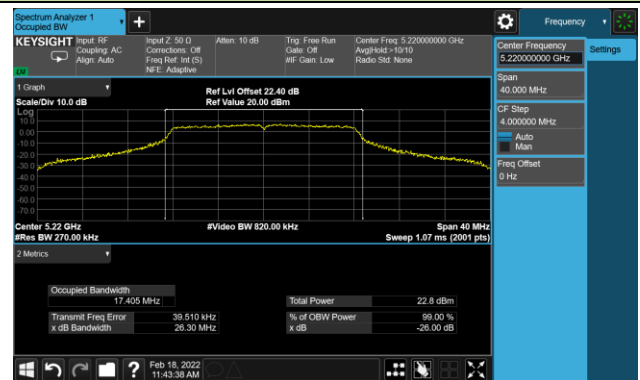 Spectrum Analyzer 1
Occupied BW
Frequency
KEYSIGHT
Input: RF
Coupling: AC
Align: Auto
Input Z: 50 Ω
Corrections: Off
Freq Ref: Int (S)
NFE: Adaptive
Atten: 10 dB
Trig: Free Run
Gate: Off
#IF Gain: Low
Center Freq: 5.220000000 GHz
Avg|Hold:>10/10
Radio Std: None
Center Frequency
5.220000000 GHz
Settings
Span
40.000 MHz
CF Step
4.000000 MHz
Auto
Man
Freq Offset
0 Hz
1 Graph
Scale/Div 10.0 dB
Ref Lvl Offset 22.40 dB
Ref Value 20.00 dBm
Log
10.0
0.00
-10.0
-20.0
-30.0
-40.0
-50.0
-60.0
-70.0
Center 5.22 GHz
#Res BW 270.00 kHz
#Video BW 820.00 kHz
Span 40 MHz
Sweep 1.07 ms (2001 pts)
2 Metrics
Occupied Bandwidth
17.405 MHz
Transmit Freq Error 39.510 kHz
x dB Bandwidth 26.30 MHz
Total Power 22.8 dBm
% of OBW Power 99.00 %
x dB -26.00 dB
?
Feb 18, 2022
11:43:38 AM